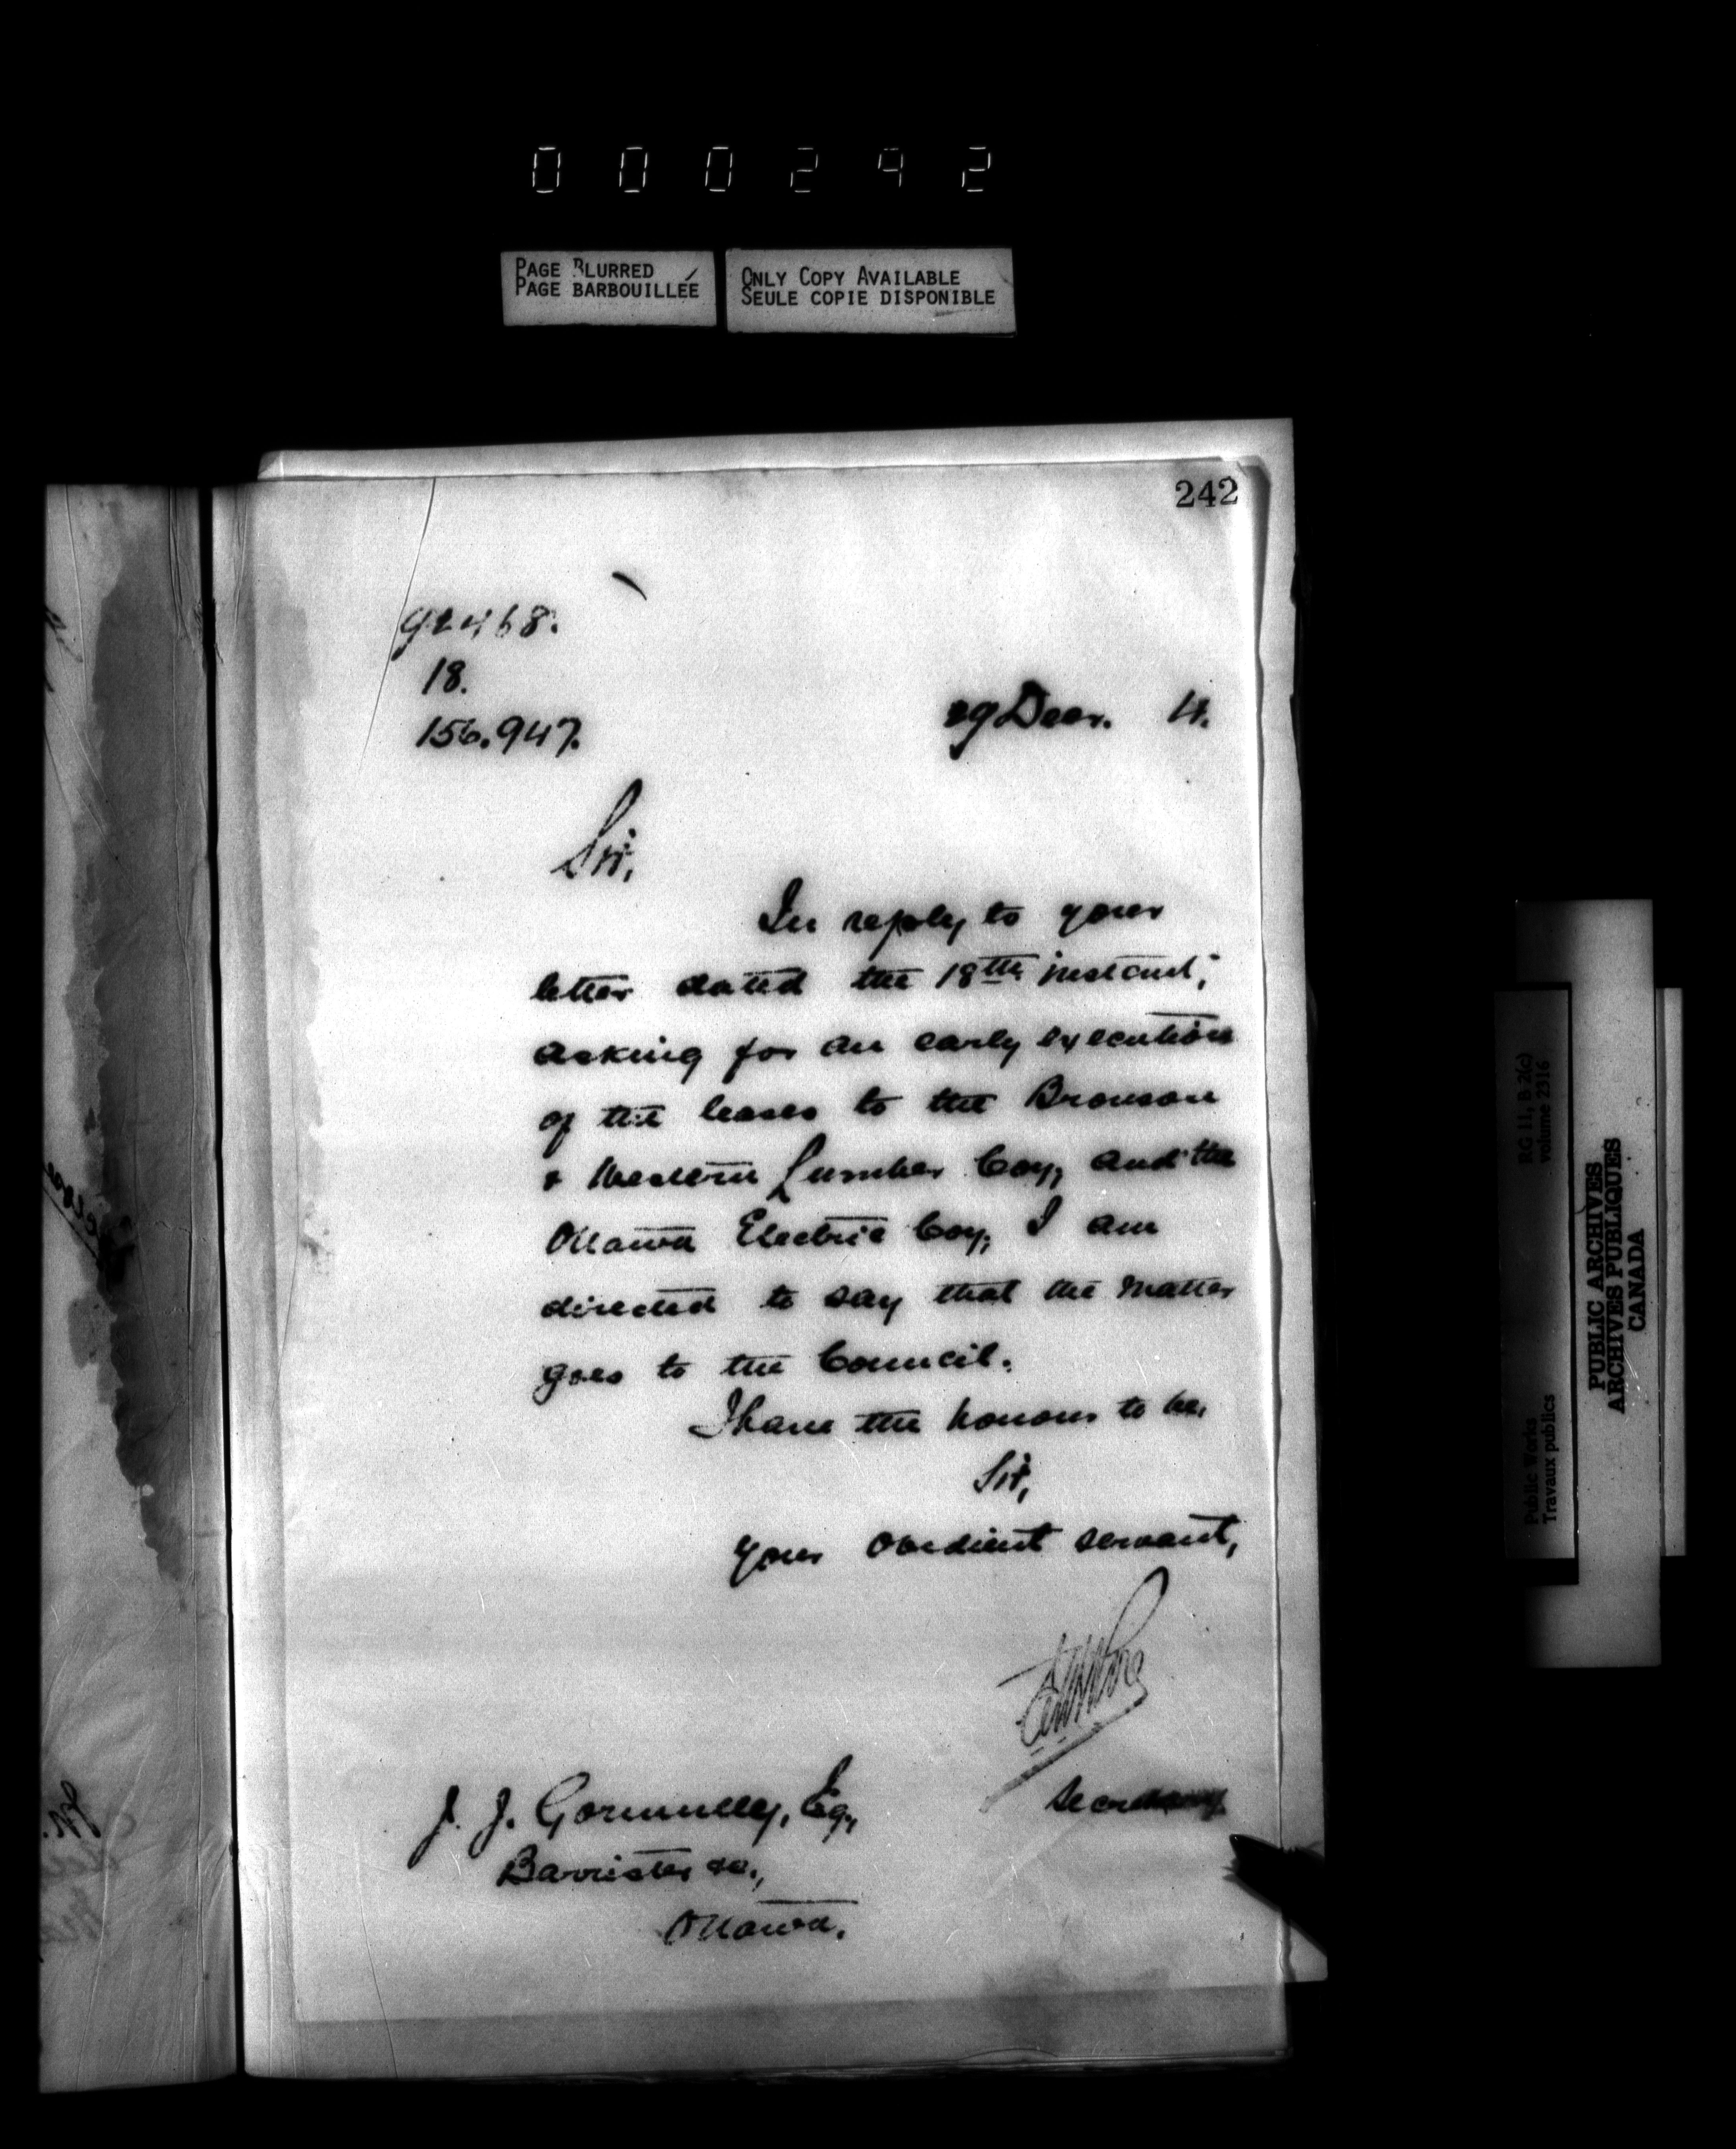 000242
PAGE BLURRED
PAGE BARBOUILLÉE
ONLY COPY AVAILABLE
SEULE COPIE DISPONIBLE
242
92468.
18.
156.947.
29 Decr. 4.
Sir,
In reply to your
letter dated the 18th instant,
asking for an early execution
of the leases to the Bronson
& Western Lumber Coy, and the
Ottawa Electric Coy, I am
directed to say that the matter
goes to the Council.
I have the honour to be,
Sir,
Your obedient servant,
Secretary
J. J. Gormully, Esq.,
Barrister &c.,
Ottawa.
RG 11, B 2(c)
volume 2316
Public Works
Travaux publics
PUBLIC ARCHIVES
ARCHIVES PUBLIQUES
CANADA